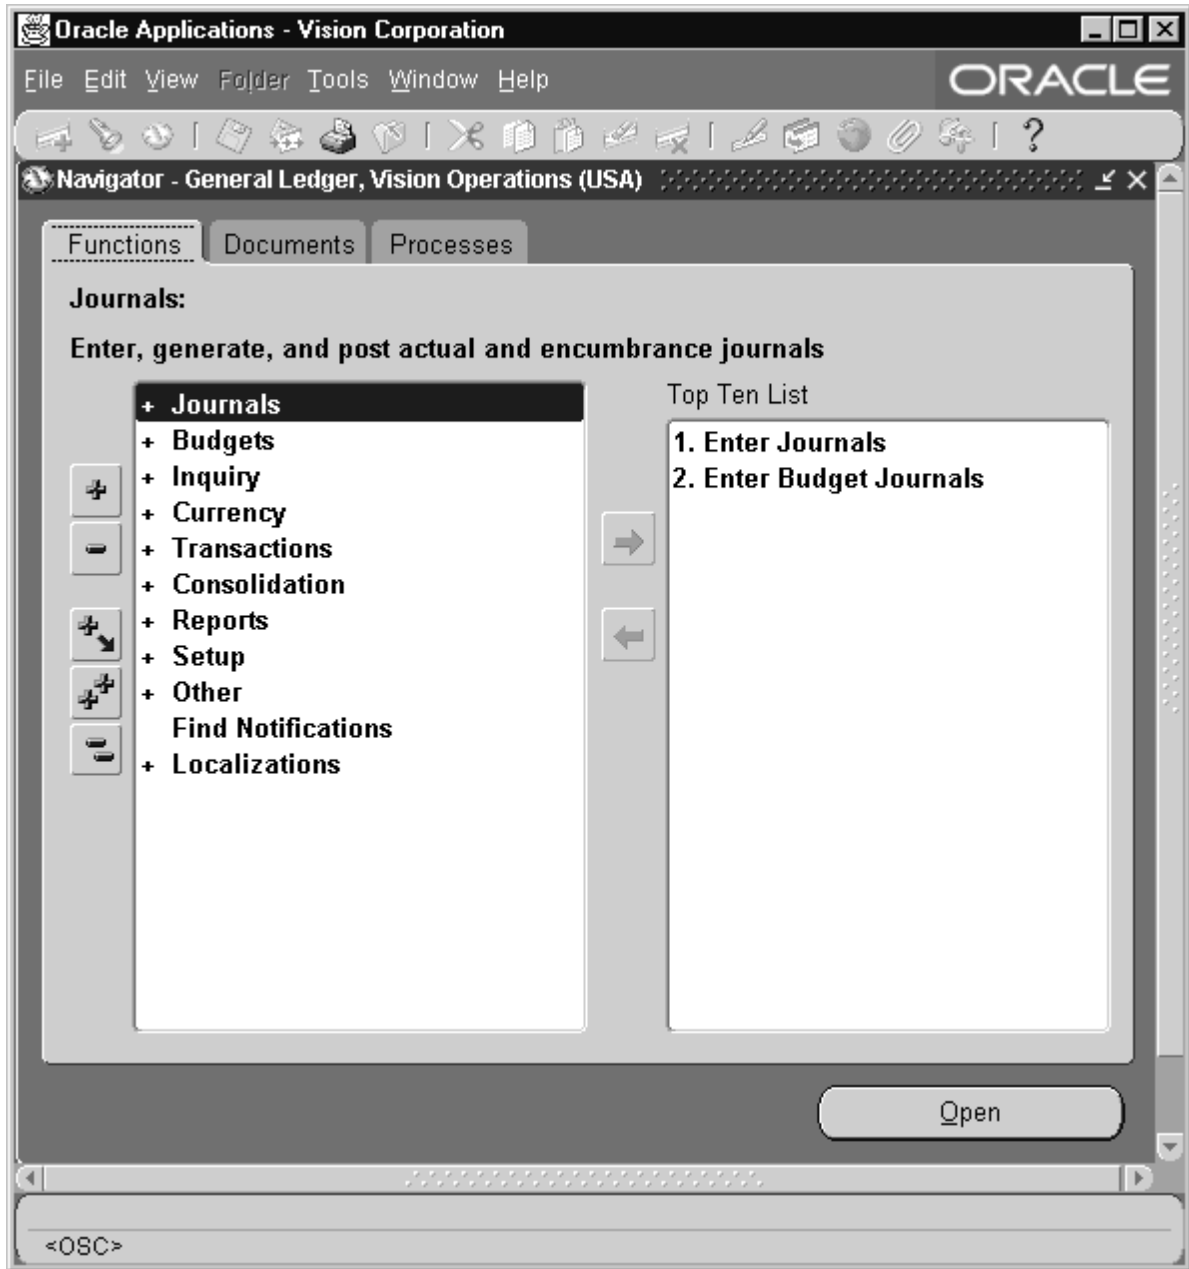 Oracle Applications - Vision Corporation
File Edit View Folder Tools Window Help
ORACLE
Navigator - General Ledger, Vision Operations (USA)
Functions Documents Processes
Journals:
Enter, generate, and post actual and encumbrance journals
+ Journals
+ Budgets
+ Inquiry
+ Currency
+ Transactions
+ Consolidation
+ Reports
+ Setup
+ Other
Find Notifications
+ Localizations
Top Ten List
1. Enter Journals
2. Enter Budget Journals
Open
<OSC>